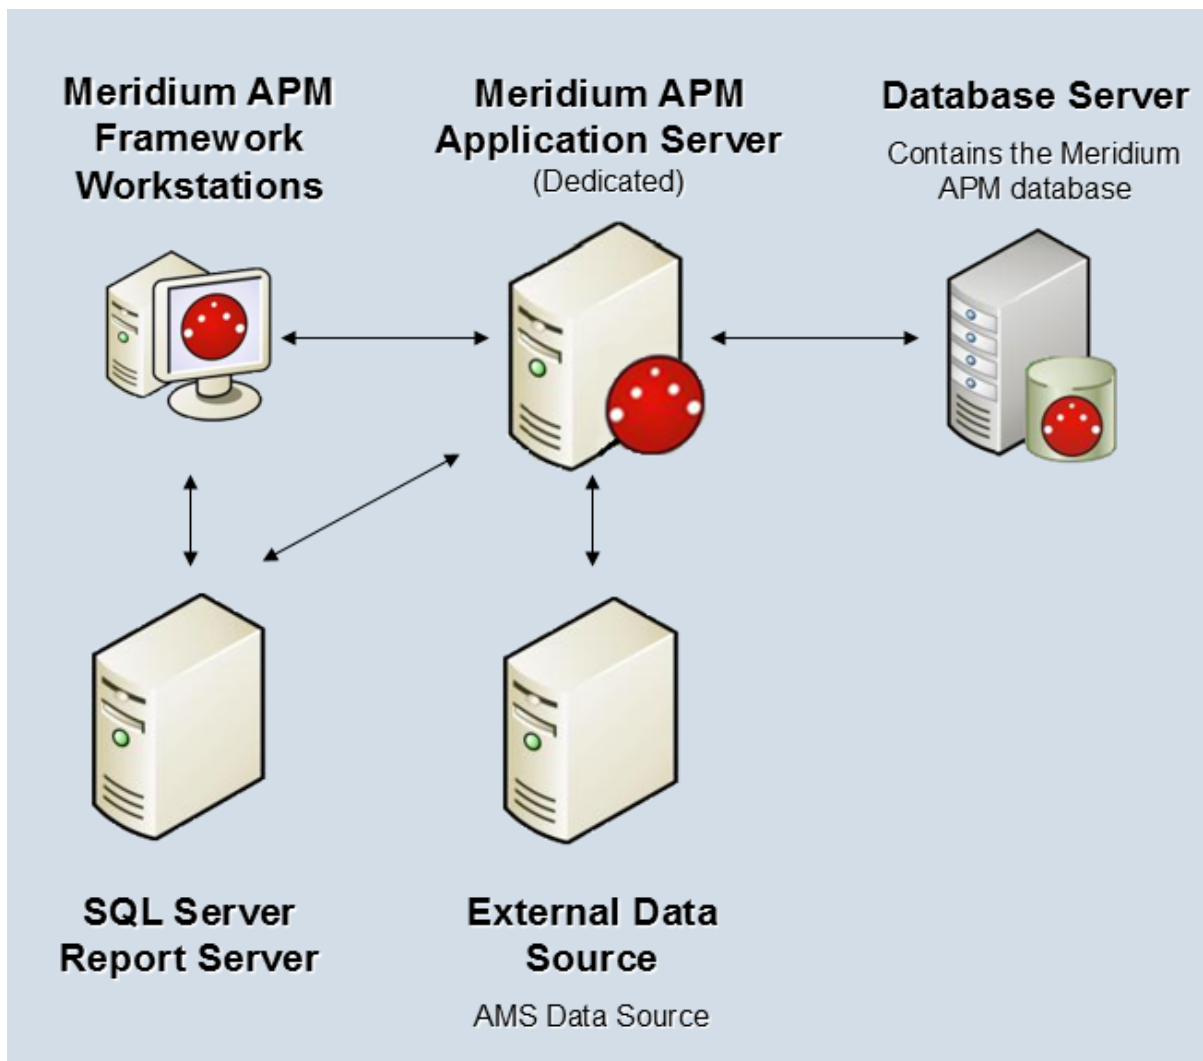 Meridium APM
Framework
Workstations
Meridium APM
Application Server
(Dedicated)
Database Server
Contains the Meridium
APM database
SQL Server
Report Server
External Data
Source
AMS Data Source